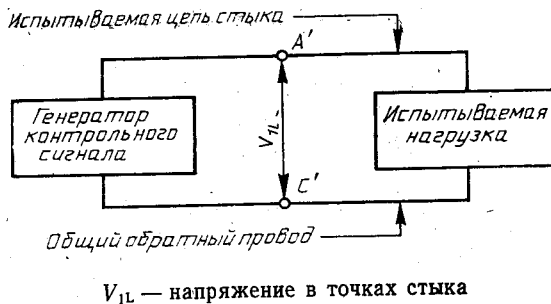 Испытываемая цепь стыка
A'
Генератор
контрольного
сигнала
V1L
Испытываемая
нагрузка
C'
Общий обратный провод
V1L — напряжение в точках стыка